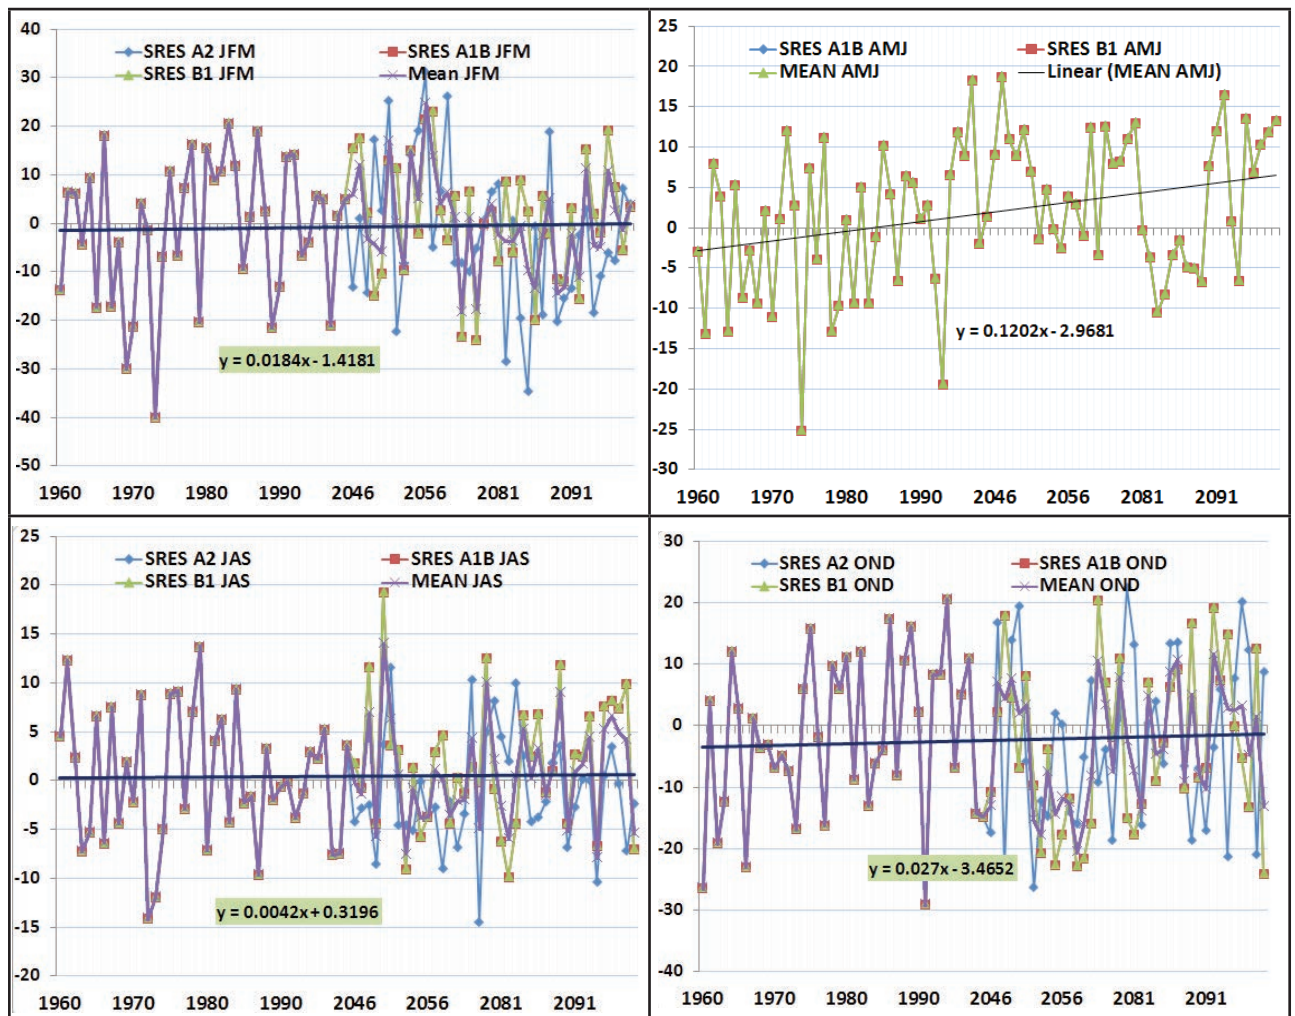 40
30
20
10
0
-10
-20
-30
-40
-50
SRES A2 JFM SRES A1B JFM
SRES B1 JFM Mean JFM
y = 0.0184x - 1.4181
1960 1970 1980 1990 2046 2056 2081 2091
25
20
15
10
5
0
-5
-10
-15
-20
-25
-30
SRES A1B AMJ SRES B1 AMJ
MEAN AMJ Linear (MEAN AMJ)
y = 0.1202x - 2.9681
1960 1970 1980 1990 2046 2056 2081 2091
25
20
15
10
5
0
-5
-10
-15
-20
SRES A2 JAS SRES A1B JAS
SRES B1 JAS MEAN JAS
y = 0.0042x + 0.3196
1960 1970 1980 1990 2046 2056 2081 2091
30
20
10
0
-10
-20
-30
-40
SRES A2 OND SRES A1B OND
SRES B1 OND MEAN OND
y = 0.027x - 3.4652
1960 1970 1980 1990 2046 2056 2081 2091